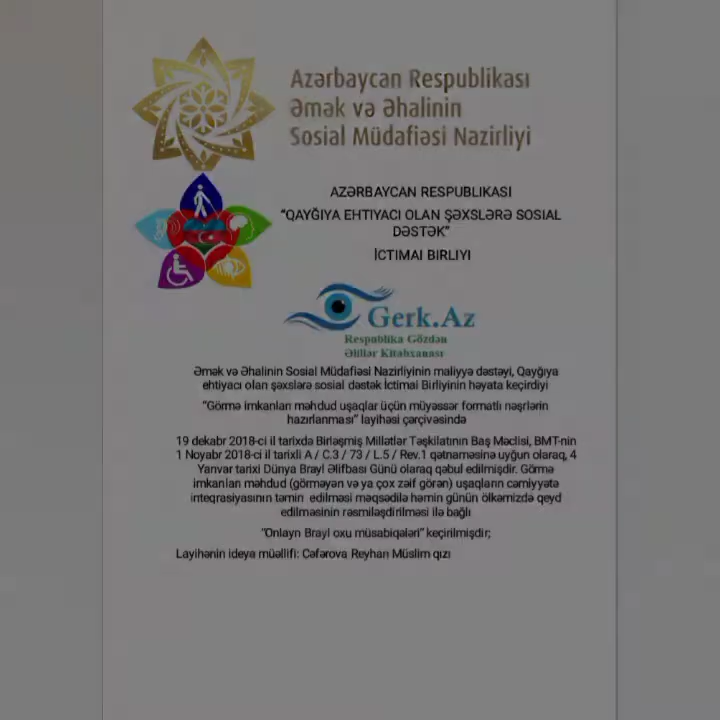 Azərbaycan Respublikası
Əmək və Əhalinin
Sosial Müdafiəsi Nazirliyi
AZƏRBAYCAN RESPUBLIKASI
“QAYĞIYA EHTIYACI OLAN ŞƏXSLƏRƏ SOSIAL
DƏSTƏK”
İCTIMAI BIRLIYI
Gerk.Az
Respublika Gözdən
Əlillər Kitabxanası
Əmək və Əhalinin Sosial Müdafiəsi Nazirliyinin maliyyə dəstəyi, Qayğıya
ehtiyacı olan şəxslərə sosial dəstək İctimai Birliyinin həyata keçirdiyi
“Görmə imkanları məhdud uşaqlar üçün müyəssər formatlı nəşrlərin
hazırlanması” layihəsi çərçivəsində
19 dekabr 2018-ci il tarixdə Birləşmiş Millətlər Təşkilatının Baş Məclisi, BMT-nin
1 Noyabr 2018-ci il tarixli A / C.3 / 73 / L.5 / Rev.1 qətnaməsinə uyğun olaraq, 4
Yanvar tarixi Dünya Brayl Əlifbası Günü olaraq qəbul edilmişdir. Görmə
imkanları məhdud (görməyən və ya çox zəif görən) uşaqların cəmiyyətə
inteqrasiyasının təmin edilməsi məqsədilə həmin günün ölkəmizdə qeyd
edilməsinin rəsmiləşdirilməsi ilə bağlı
“Onlayn Brayl oxu müsabiqələri” keçirilmişdir;
Layihənin ideya müəllifi: Cəfərova Reyhan Müslim qızı